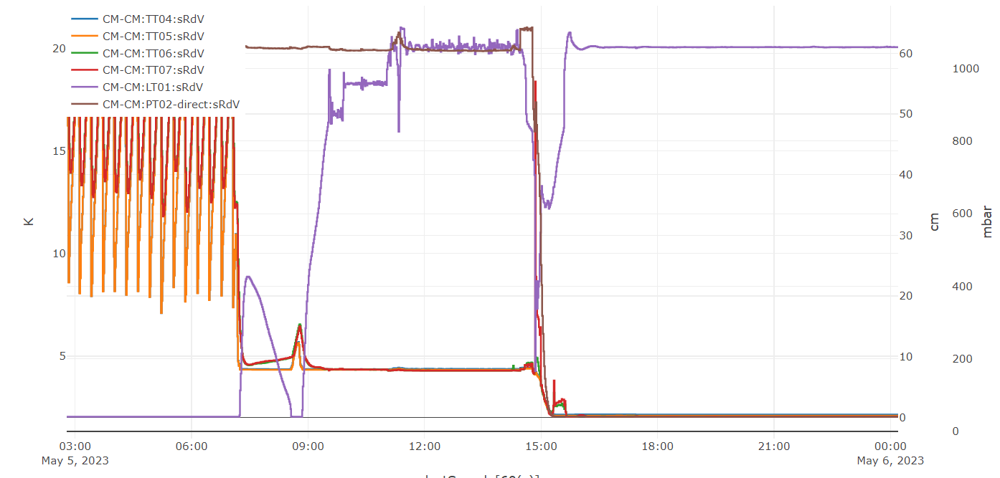 CM-CM:TT04:sRdV
CM-CM:TT05:sRdV
CM-CM:TT06:sRdV
CM-CM:TT07:sRdV
CM-CM:LT01:sRdV
CM-CM:PT02-direct:sRdV
20
15
10
5
K
60
50
40
30
20
10
0
cm
1000
800
600
400
200
0
mbar
03:00 06:00 09:00 12:00 15:00 18:00 21:00 00:00
May 5, 2023 May 6, 2023